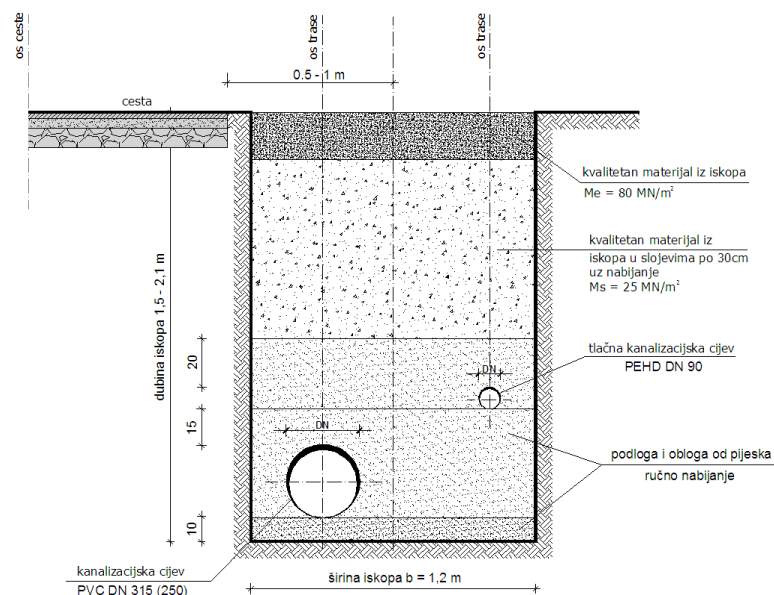 os ceste
os trase
os trase
0.5 - 1 m
cesta
kvalitetan materijal iz iskopa
Me = 80 MN/m²
kvalitetan materijal iz
iskopa u slojevima po 30cm
uz nabijanje
Ms = 25 MN/m²
dubina iskopa 1,5 - 2,1 m
20
tlačna kanalizacijska cijev
PEHD DN 90
DN
15
DN
podloga i obloga od pijeska
ručno nabijanje
10
kanalizacijska cijev
PVC DN 315 (250)
širina iskopa b = 1,2 m